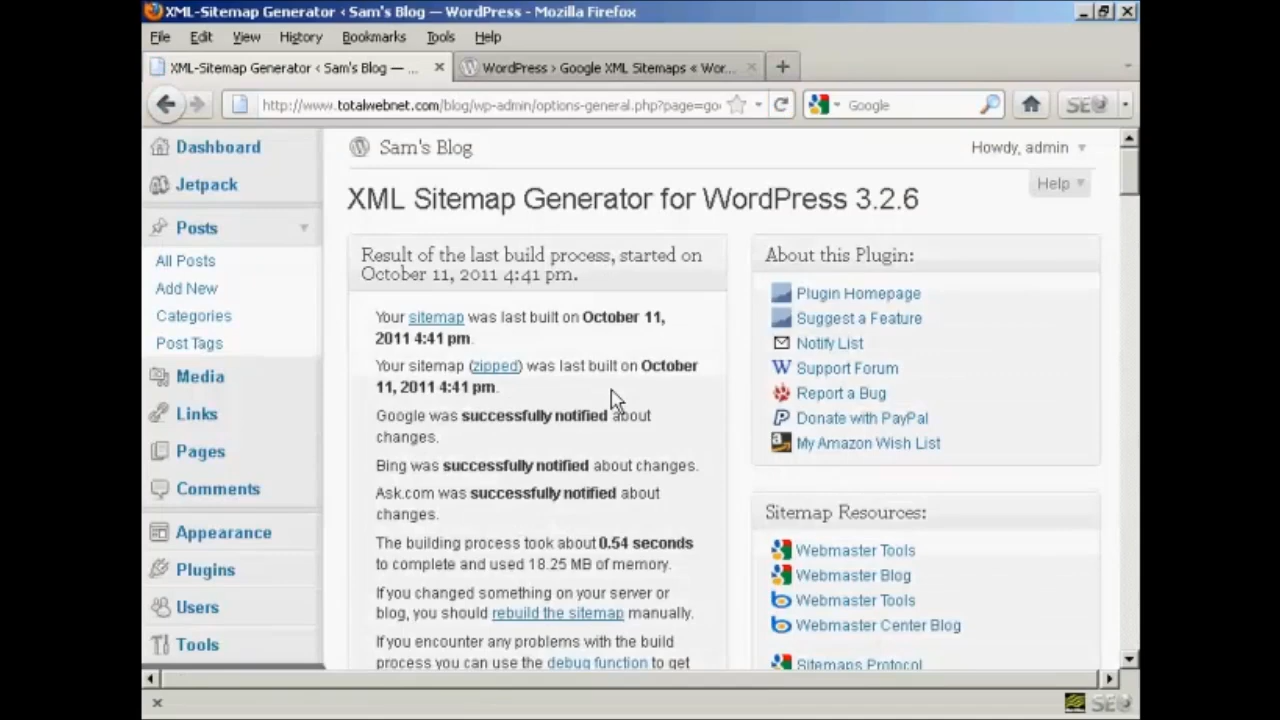 XML-Sitemap Generator ‹ Sam's Blog — WordPress - Mozilla Firefox
File Edit View History Bookmarks Tools Help
XML-Sitemap Generator ‹ Sam's Blog — ...
WordPress › Google XML Sitemaps « Wor...
http://www.totalwebnet.com/blog/wp-admin/options-general.php?page=goo
Google
SEO
Dashboard
Jetpack
Posts
All Posts
Add New
Categories
Post Tags
Media
Links
Pages
Comments
Appearance
Plugins
Users
Tools
Sam's Blog
Howdy, admin
Help
XML Sitemap Generator for WordPress 3.2.6
Result of the last build process, started on
October 11, 2011 4:41 pm.
Your sitemap was last built on October 11,
2011 4:41 pm.
Your sitemap (zipped) was last built on October
11, 2011 4:41 pm.
Google was successfully notified about
changes.
Bing was successfully notified about changes.
Ask.com was successfully notified about
changes.
The building process took about 0.54 seconds
to complete and used 18.25 MB of memory.
If you changed something on your server or
blog, you should rebuild the sitemap manually.
If you encounter any problems with the build
process you can use the debug function to get
About this Plugin:
Plugin Homepage
Suggest a Feature
Notify List
Support Forum
Report a Bug
Donate with PayPal
My Amazon Wish List
Sitemap Resources:
Webmaster Tools
Webmaster Blog
Webmaster Tools
Webmaster Center Blog
Sitemaps Protocol
SEO